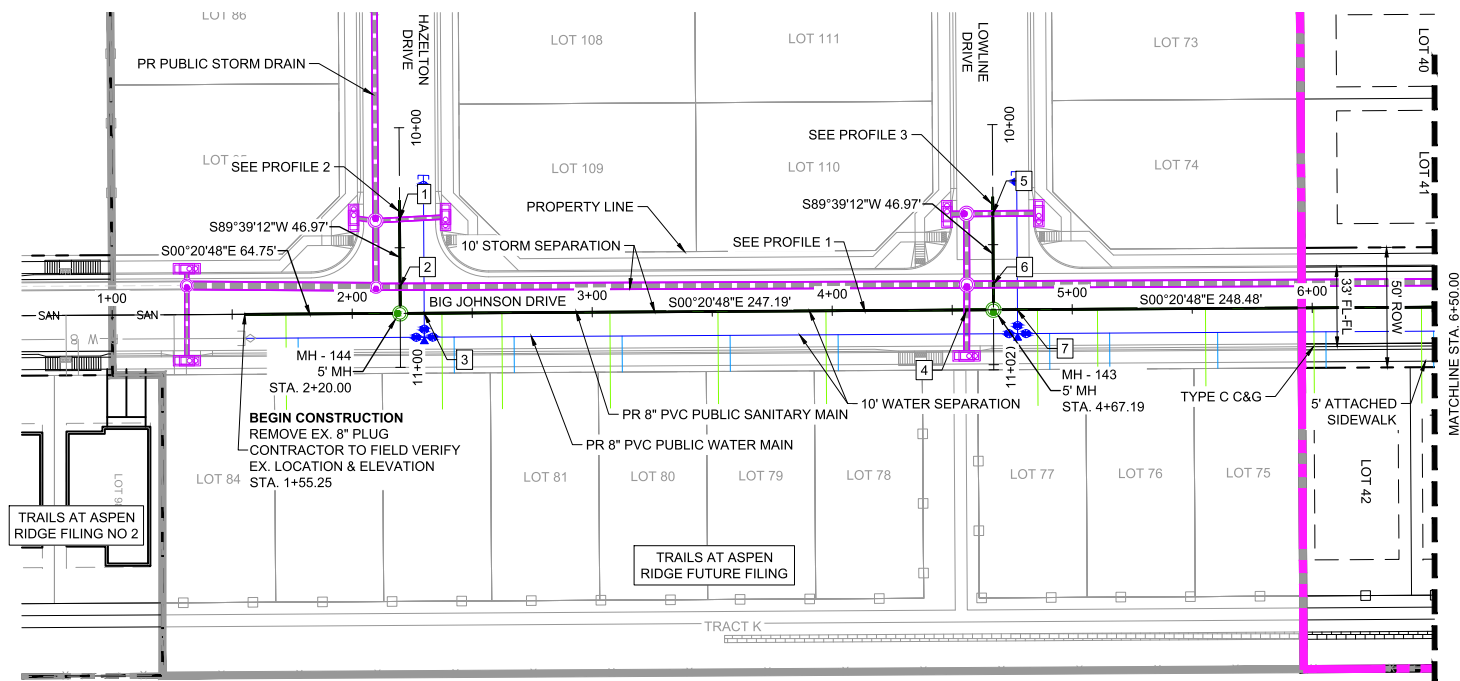 LOT 86
HAZELTON
DRIVE
LOT 108
LOT 111
LOWLINE
DRIVE
LOT 73
LOT 40
PR PUBLIC STORM DRAIN
10+00
SEE PROFILE 3
10+00
SEE PROFILE 2
LOT 109
LOT 110
LOT 74
LOT 41
1
5
S89°39'12"W 46.97'
PROPERTY LINE
S89°39'12"W 46.97'
S00°20'48"E 64.75'
10' STORM SEPARATION
SEE PROFILE 1
2
6
1+00
2+00
BIG JOHNSON DRIVE
3+00
S00°20'48"E 247.19'
4+00
5+00
S00°20'48"E 248.48'
6+00
33' FL-FL
50' ROW
MATCHLINE STA. 6+50.00
SAN
SAN
W
8
11+00
3
4
11+02
7
MH - 144
5' MH
STA. 2+20.00
MH - 143
5' MH
STA. 4+67.19
TYPE C C&G
5' ATTACHED
SIDEWALK
10' WATER SEPARATION
PR 8" PVC PUBLIC SANITARY MAIN
PR 8" PVC PUBLIC WATER MAIN
BEGIN CONSTRUCTION
REMOVE EX. 8" PLUG
CONTRACTOR TO FIELD VERIFY
EX. LOCATION & ELEVATION
STA. 1+55.25
LOT 84
LOT 81
LOT 80
LOT 79
LOT 78
LOT 77
LOT 76
LOT 75
LOT 42
TRAILS AT ASPEN
RIDGE FILING NO 2
TRAILS AT ASPEN
RIDGE FUTURE FILING
TRACT K